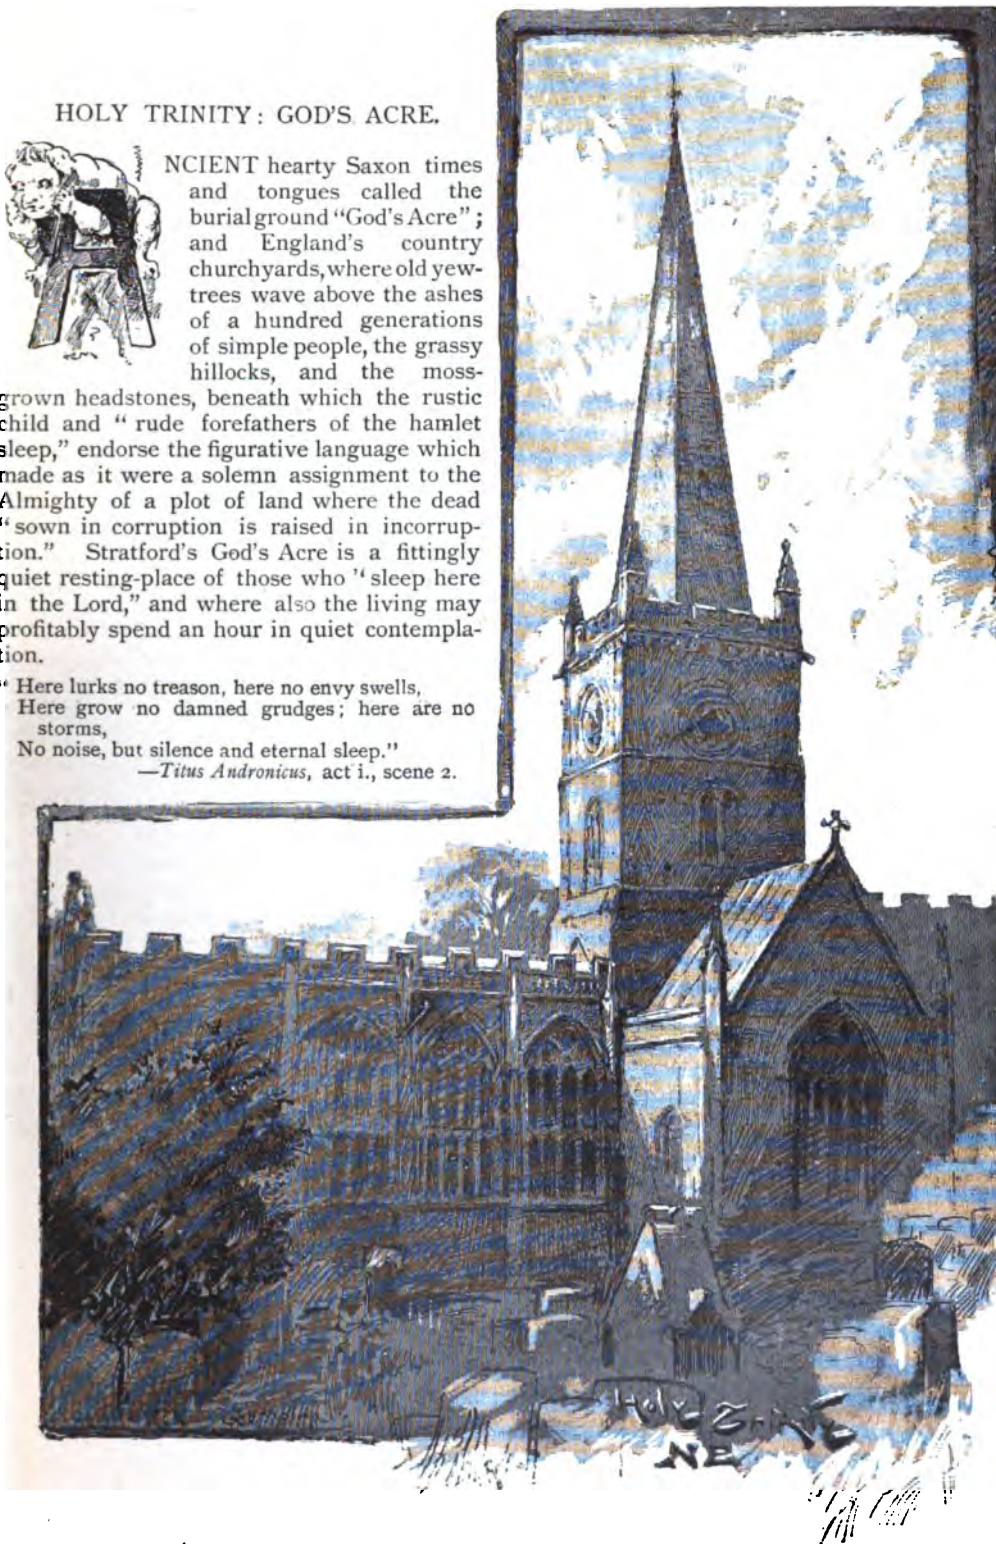 HOLY TRINITY: GOD'S ACRE.
ANCIENT hearty Saxon times
and tongues called the
burial ground "God's Acre";
and England's country
churchyards, where old yew-
trees wave above the ashes
of a hundred generations
of simple people, the grassy
hillocks, and the moss-
grown headstones, beneath which the rustic
child and "rude forefathers of the hamlet
sleep," endorse the figurative language which
made as it were a solemn assignment to the
Almighty of a plot of land where the dead
"sown in corruption is raised in incorrup-
tion." Stratford's God's Acre is a fittingly
quiet resting-place of those who "sleep here
in the Lord," and where also the living may
profitably spend an hour in quiet contempla-
tion.
"Here lurks no treason, here no envy swells,
Here grow no damned grudges; here are no
storms,
No noise, but silence and eternal sleep."
—Titus Andronicus, act i., scene 2.
Holy
NE